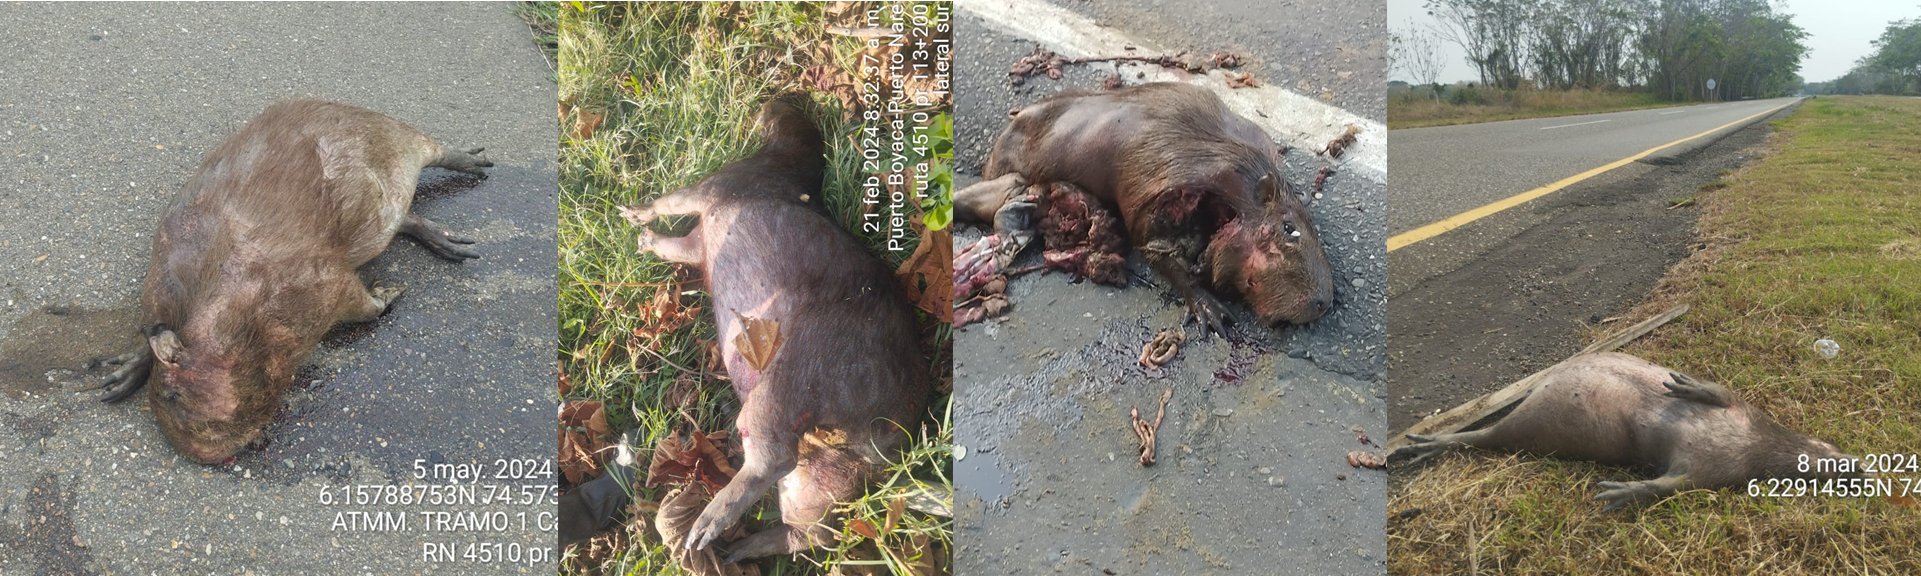 5 may. 2024
6.15788753N 74.573
ATMM. TRAMO 1 Ca
RN 4510.pr
21 feb 2024 8:32:37 a. m.
Puerto Boyaca-Puerto Nare
ruta 4510 pr 113+200
lateral sur
8 mar 2024
6.22914555N 74